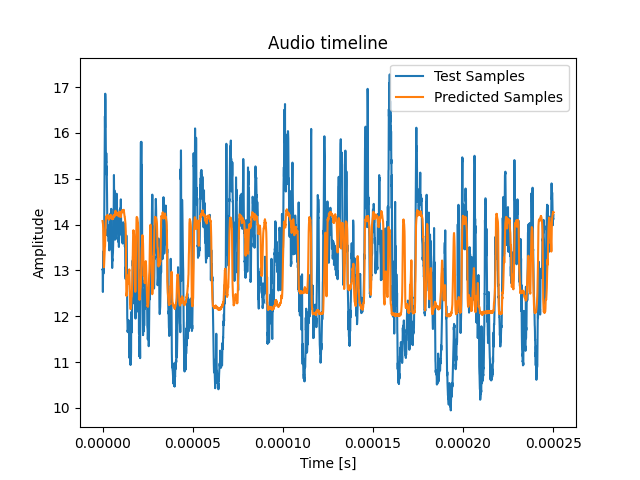 Audio timeline
Test Samples
Predicted Samples
Amplitude
17
16
15
14
13
12
11
10
0.00000
0.00005
0.00010
0.00015
0.00020
0.00025
Time [s]